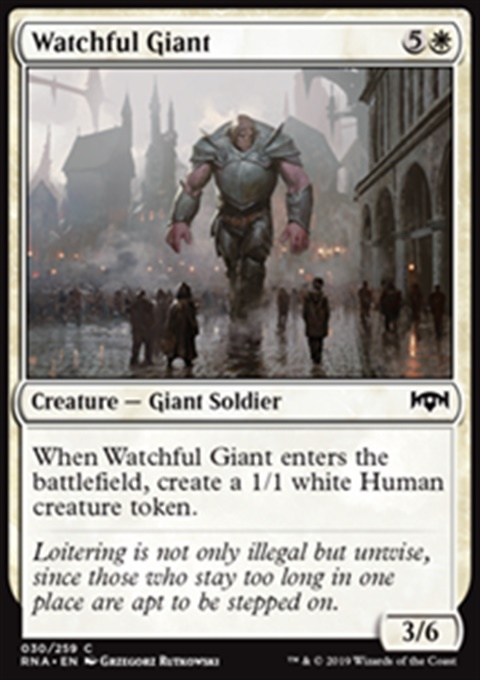 Watchful Giant 5
Creature — Giant Soldier
When Watchful Giant enters the
battlefield, create a 1/1 white Human
creature token.
Loitering is not only illegal but unwise,
since those who stay too long in one
place are apt to be stepped on.
3/6
030/259 C
RNA • EN Grzegorz Rutkowski ™ & © 2019 Wizards of the Coast